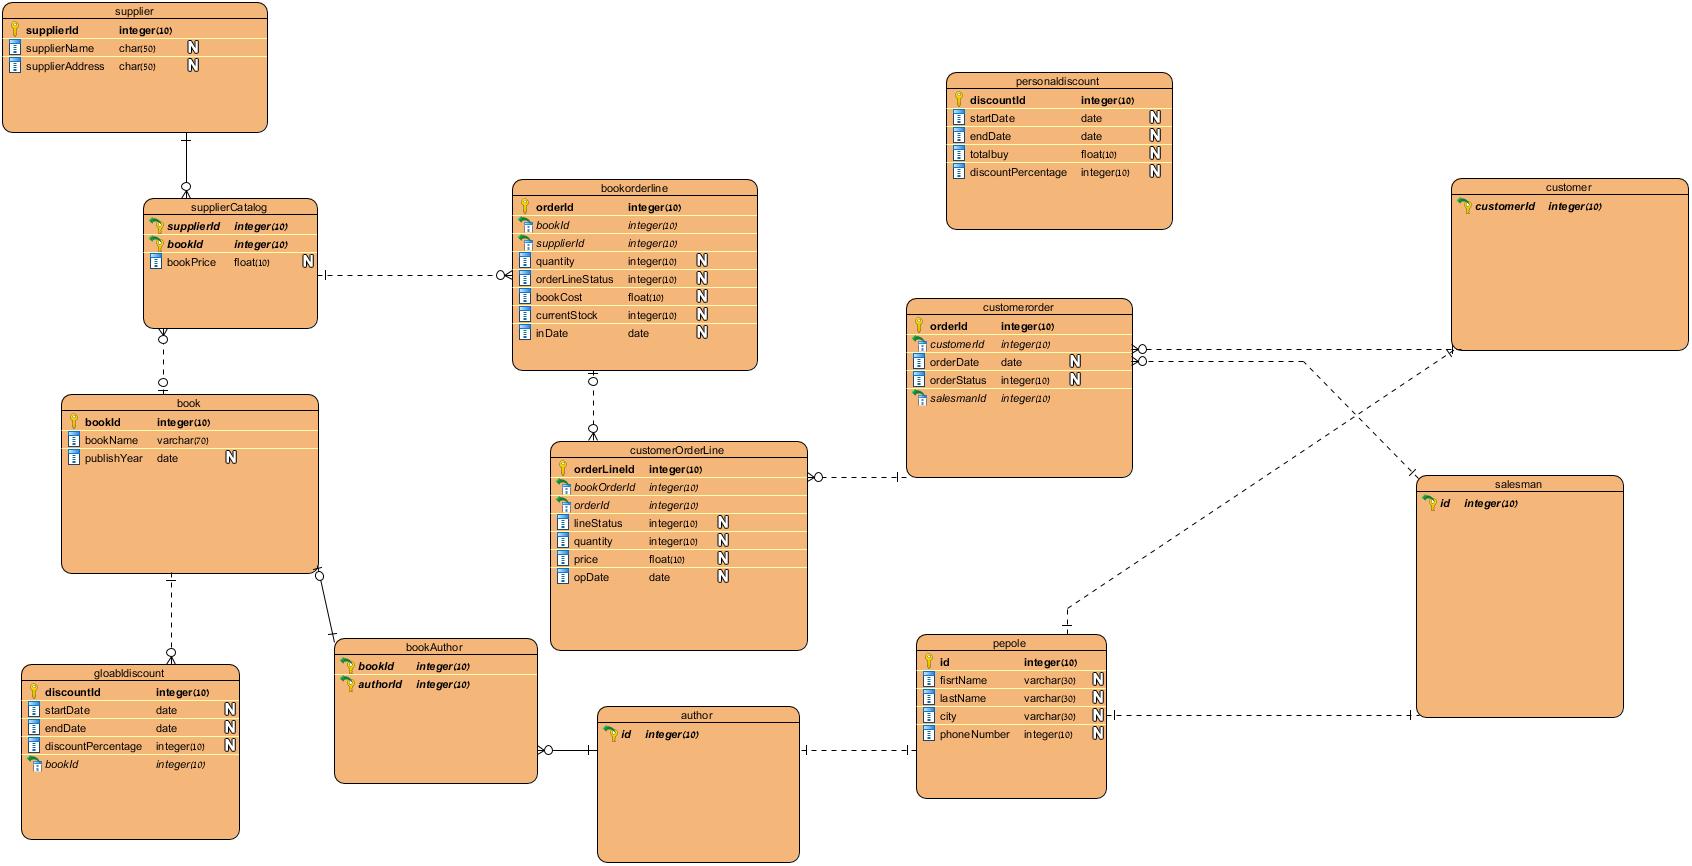 supplier
supplierId integer(10)
supplierName char(50) N
supplierAddress char(50) N
personaldiscount
discountId integer(10)
startDate date N
endDate date N
totalbuy float(10) N
discountPercentage integer(10) N
customer
customerId integer(10)
supplierCatalog
supplierId integer(10)
bookId integer(10)
bookPrice float(10) N
bookorderline
orderId integer(10)
bookId integer(10)
supplierId integer(10)
quantity integer(10) N
orderLineStatus integer(10) N
bookCost float(10) N
currentStock integer(10) N
inDate date N
customerorder
orderId integer(10)
customerId integer(10)
orderDate date N
orderStatus integer(10) N
salesmanId integer(10)
book
bookId integer(10)
bookName varchar(70)
publishYear date N
customerOrderLine
orderLineId integer(10)
bookOrderId integer(10)
orderId integer(10)
lineStatus integer(10) N
quantity integer(10) N
price float(10) N
opDate date N
salesman
id integer(10)
gloabldiscount
discountId integer(10)
startDate date N
endDate date N
discountPercentage integer(10) N
bookId integer(10)
bookAuthor
bookId integer(10)
authorId integer(10)
author
id integer(10)
pepole
id integer(10)
fisrtName varchar(30) N
lastName varchar(30) N
city varchar(30) N
phoneNumber integer(10) N